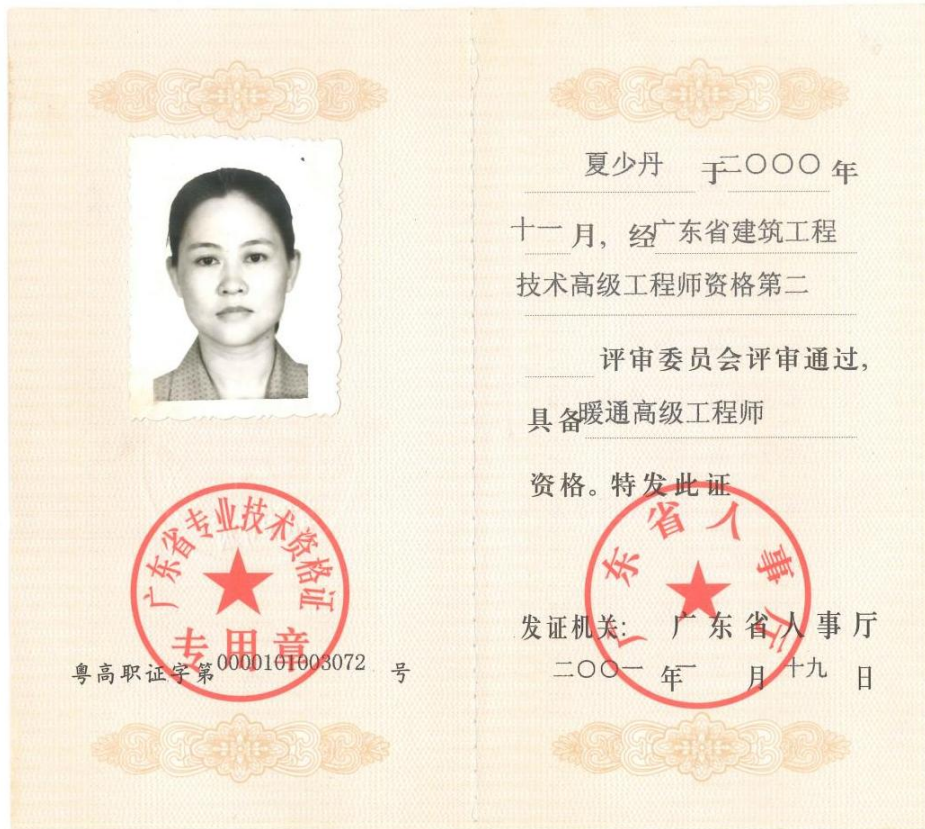 广东省专业技术资格证
专用章
粤高职证字第0000101003072号
夏少丹 于二〇〇〇年
十一月，经广东省建筑工程
技术高级工程师资格第二
评审委员会评审通过，
具备暖通高级工程师
资格。特发此证
广东省人事厅
发证机关：广东省人事厅
二〇〇一年一月十九日